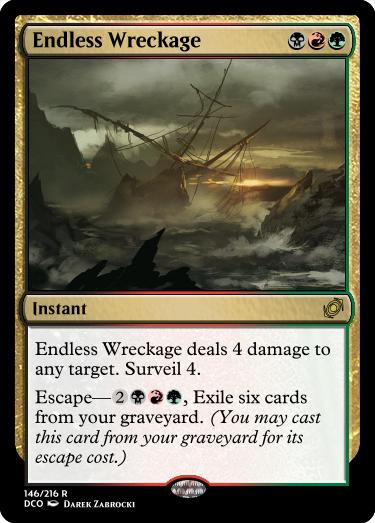 Endless Wreckage
Instant
Endless Wreckage deals 4 damage to
any target. Surveil 4.
Escape—2, Exile six cards
from your graveyard. (You may cast
this card from your graveyard for its
escape cost.)
146/216 R
DCO DAREK ZABROCKI